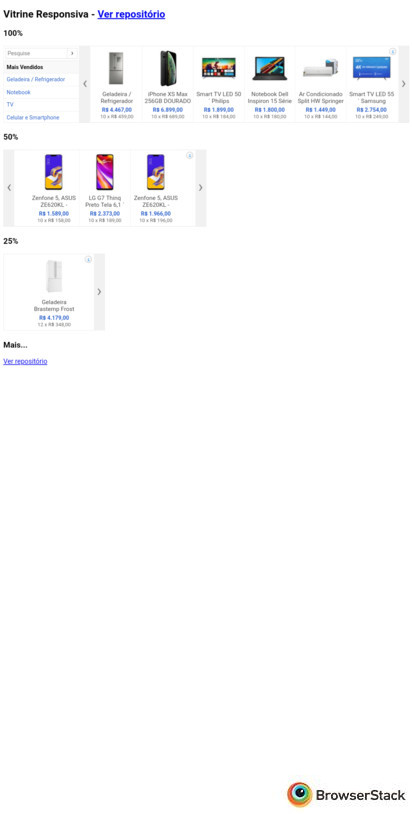 Vitrine Responsiva - Ver repositório
100%
Pesquise
Mais Vendidos
Geladeira / Refrigerador
Notebook
TV
Celular e Smartphone
Geladeira /
Refrigerador
R$ 4.467,00
10 x R$ 499,00
iPhone XS Max
256GB DOURADO
R$ 6.899,00
10 x R$ 689,00
Smart TV LED 50
Philips
R$ 1.899,00
10 x R$ 184,00
Notebook Dell
Inspiron 15 Série
R$ 1.800,00
10 x R$ 180,00
Ar Condicionado
Split HW Springer
R$ 1.449,00
10 x R$ 144,00
Smart TV LED 55
" Samsung
R$ 2.754,00
10 x R$ 249,00
50%
Zenfone 5, ASUS
ZE620KL -
R$ 1.589,00
10 x R$ 158,00
LG G7 Thinq
Preto Tela 6,1 "
R$ 2.373,00
10 x R$ 189,00
Zenfone 5, ASUS
ZE620KL -
R$ 1.966,00
10 x R$ 196,00
25%
Geladeira
Brastemp Frost
R$ 4.179,00
12 x R$ 348,00
Mais...
Ver repositório
BrowserStack